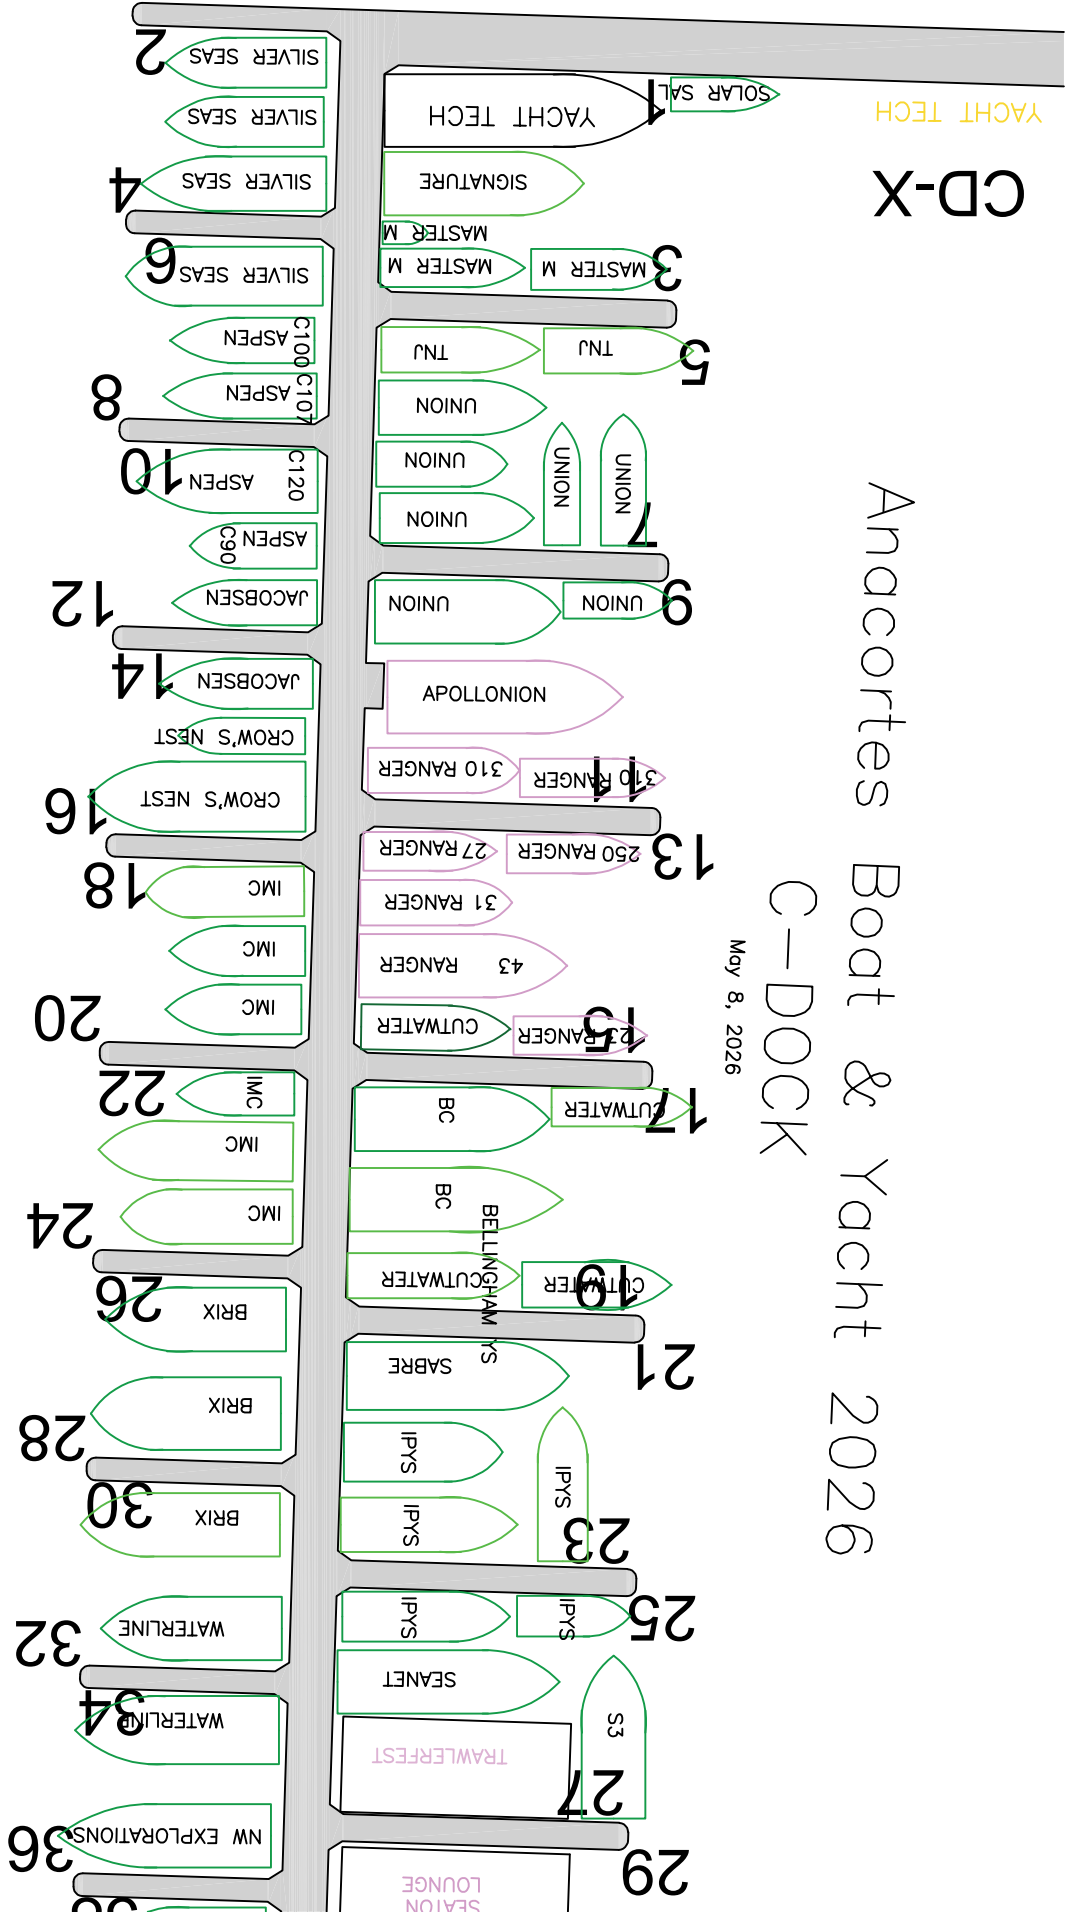 2
SILVER SEAS
SILVER SEAS
4
SILVER SEAS
6
SILVER SEAS
ASPEN
C100
8
ASPEN
C107
10
ASPEN
C120
ASPEN
C90
12
JACOBSEN
14
JACOBSEN
CROW'S NEST
16
CROW'S NEST
18
IMC
IMC
20
IMC
22
IMC
IMC
24
IMC
26
BRIX
28
BRIX
30
BRIX
32
WATERLINE
34
WATERLINE
36
NW EXPLORATIONS
YACHT TECH
1
SOLAR SAL
YACHT TECH
CD-X
SIGNATURE
MASTER M
MASTER M
MASTER M
3
TNJ
TNJ
5
UNION
UNION
UNION
UNION
UNION
7
UNION
UNION
9
APOLLONION
310 RANGER
310 RANGER
11
27 RANGER
250 RANGER
13
31 RANGER
43 RANGER
CUTWATER
23 RANGER
15
BC
CUTWATER
17
BC
BELLINGHAM YS
CUTWATER
CUTWATER
19
SABRE
21
IPYS
IPYS
IPYS
23
IPYS
IPYS
25
SEANET
S3
TRAWLERFEST
27
29
SEATON
LOUNGE
Anacortes Boat & Yacht 2026
C-DOCK
May 8, 2026